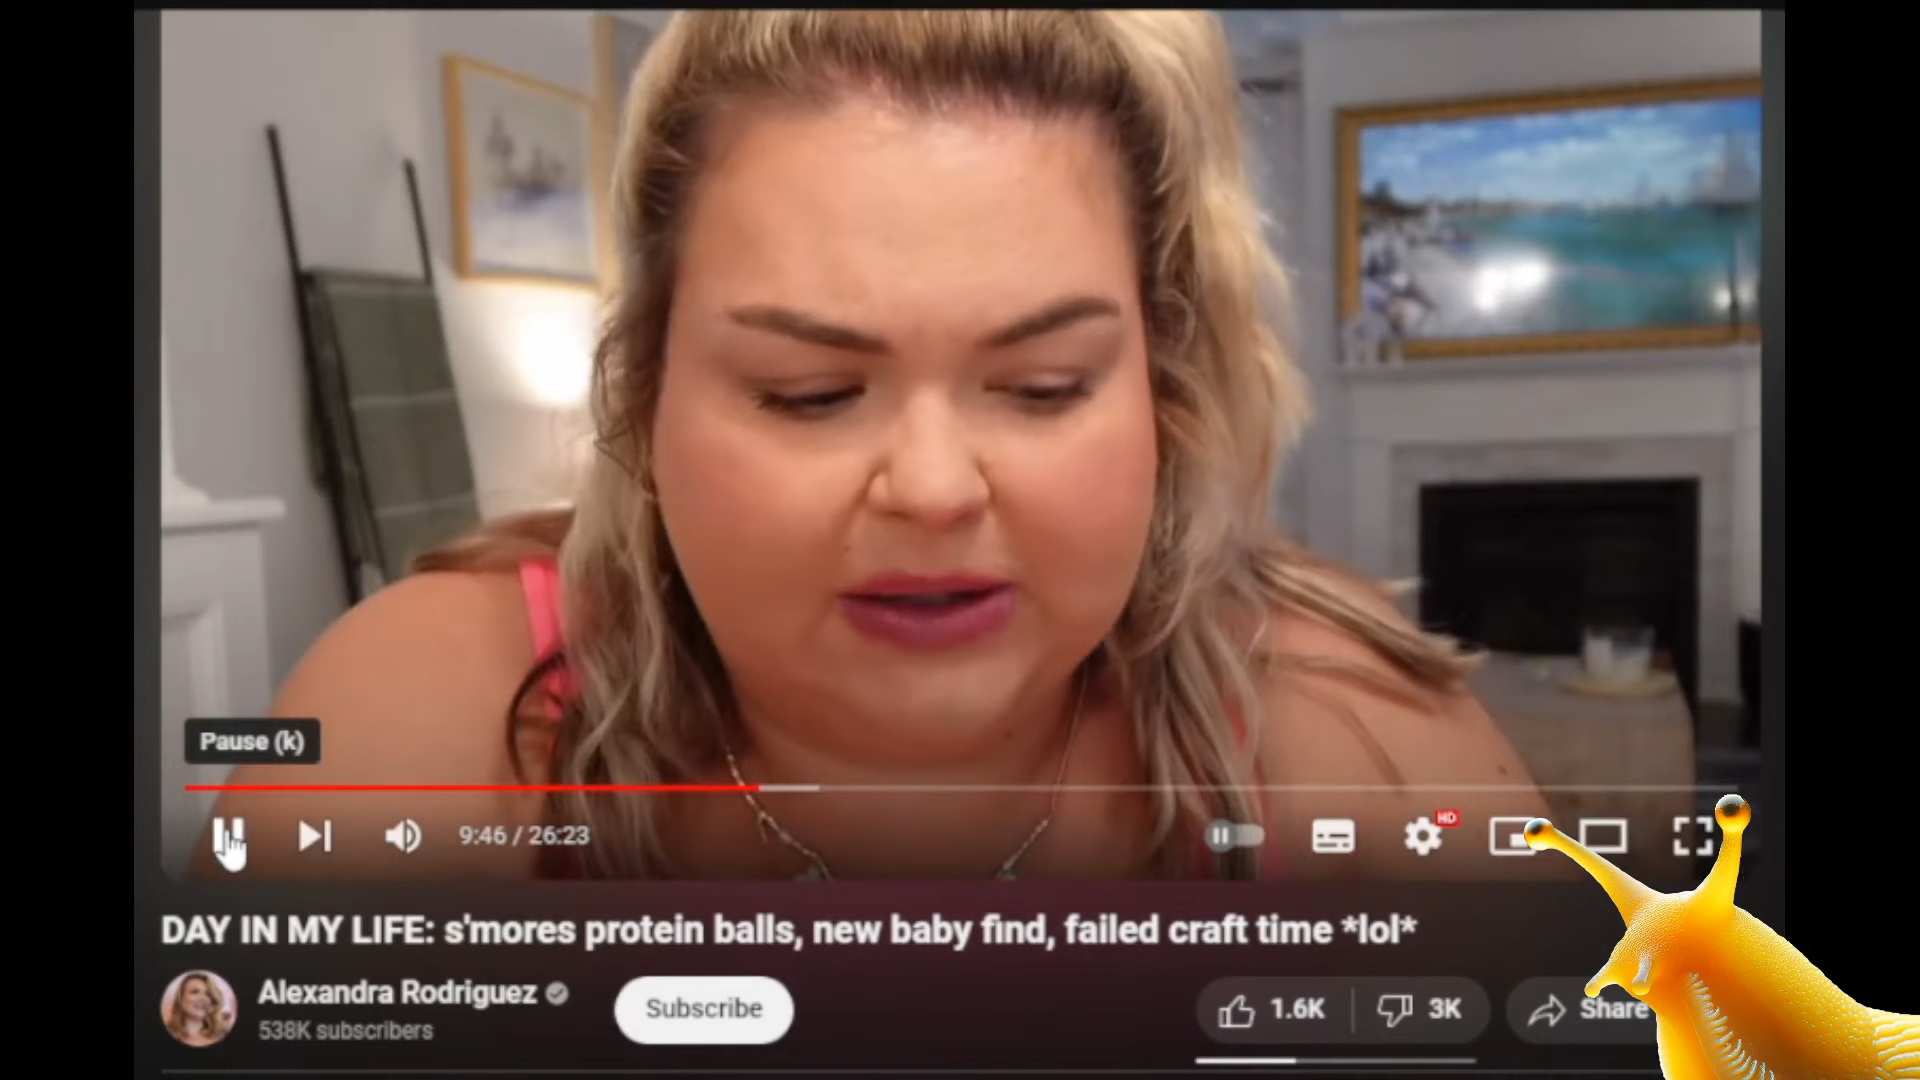 Pause (k)
9:46 / 26:23
HD
DAY IN MY LIFE: s'mores protein balls, new baby find, failed craft time *lol*
Alexandra Rodriguez
538K subscribers
Subscribe
1.6K
3K
Share